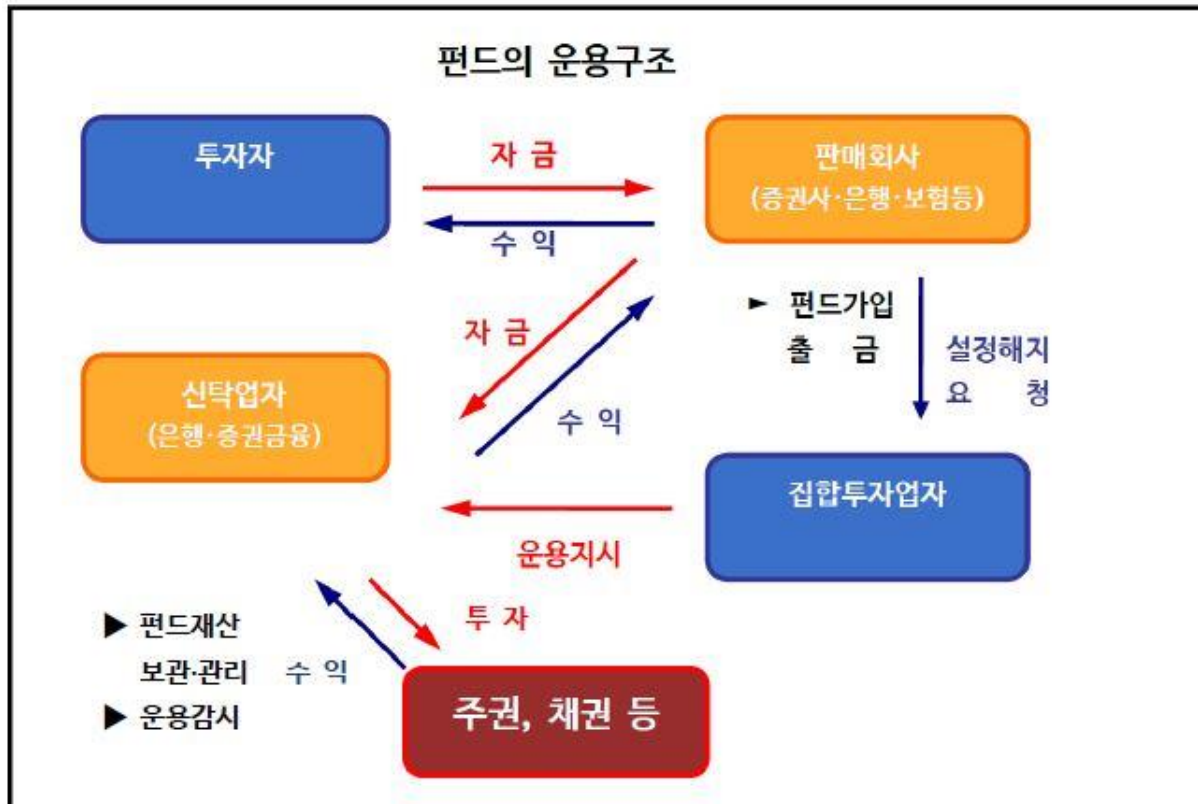 펀드의 운용구조
투자자
자 금
수 익
판매회사
(증권사·은행·보험등)
► 펀드가입
출 금
설정해지
요 청
자 금
수 익
신탁업자
(은행·증권금융)
집합투자업자
운용지시
투 자
▶ 펀드재산
보관·관리
수 익
▶ 운용감시
주권, 채권 등